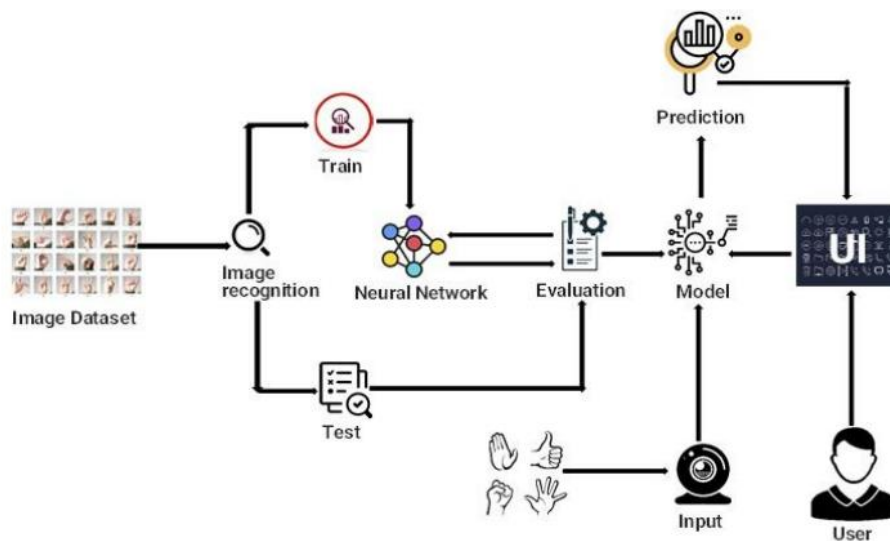 Prediction
Train
UI
Image
recognition
Image Dataset
Neural Network
Evaluation
Model
Test
Input
User